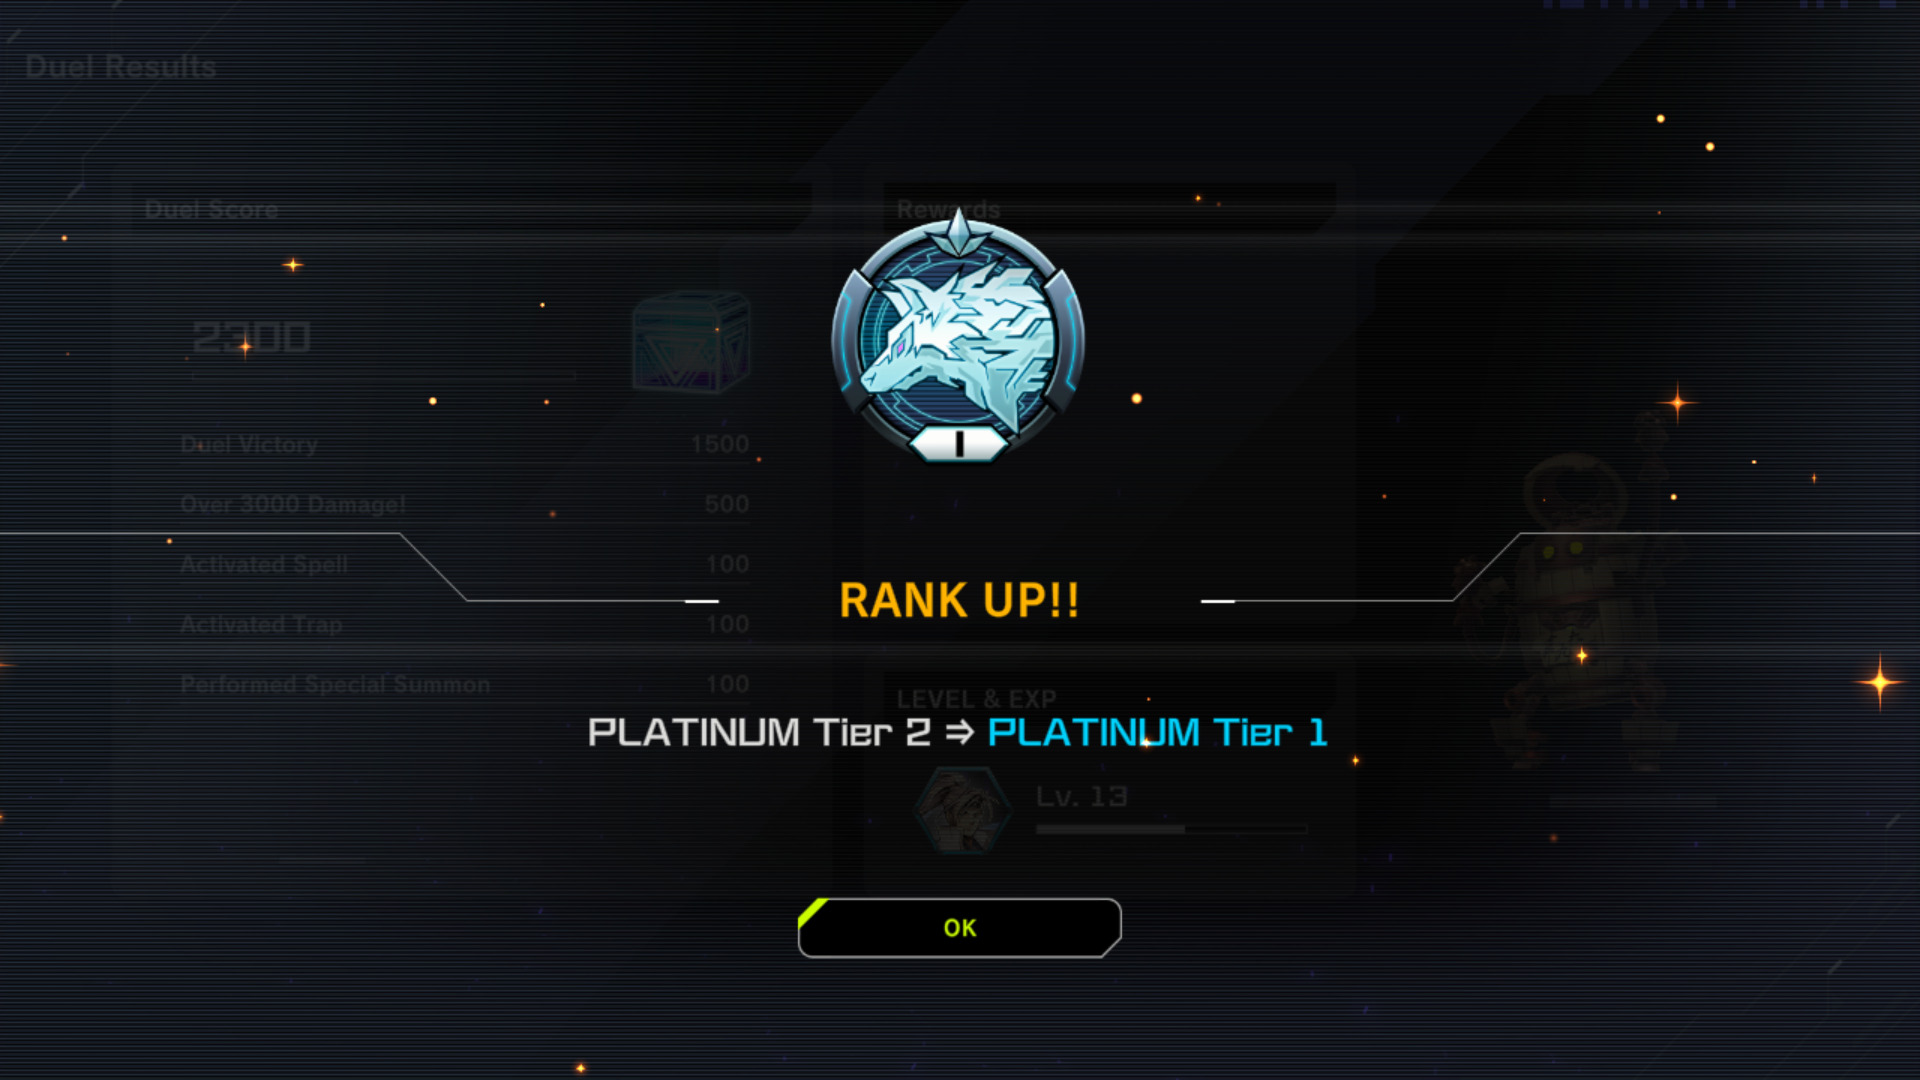 Duel Results
Duel Score
Rewards
2300
I
Duel Victory 1500
Over 3000 Damage! 500
Activated Spell 100
RANK UP!!
Activated Trap 100
Performed Special Summon 100
LEVEL & EXP
PLATINUM Tier 2 ⇒ PLATINUM Tier 1
Lv. 13
OK